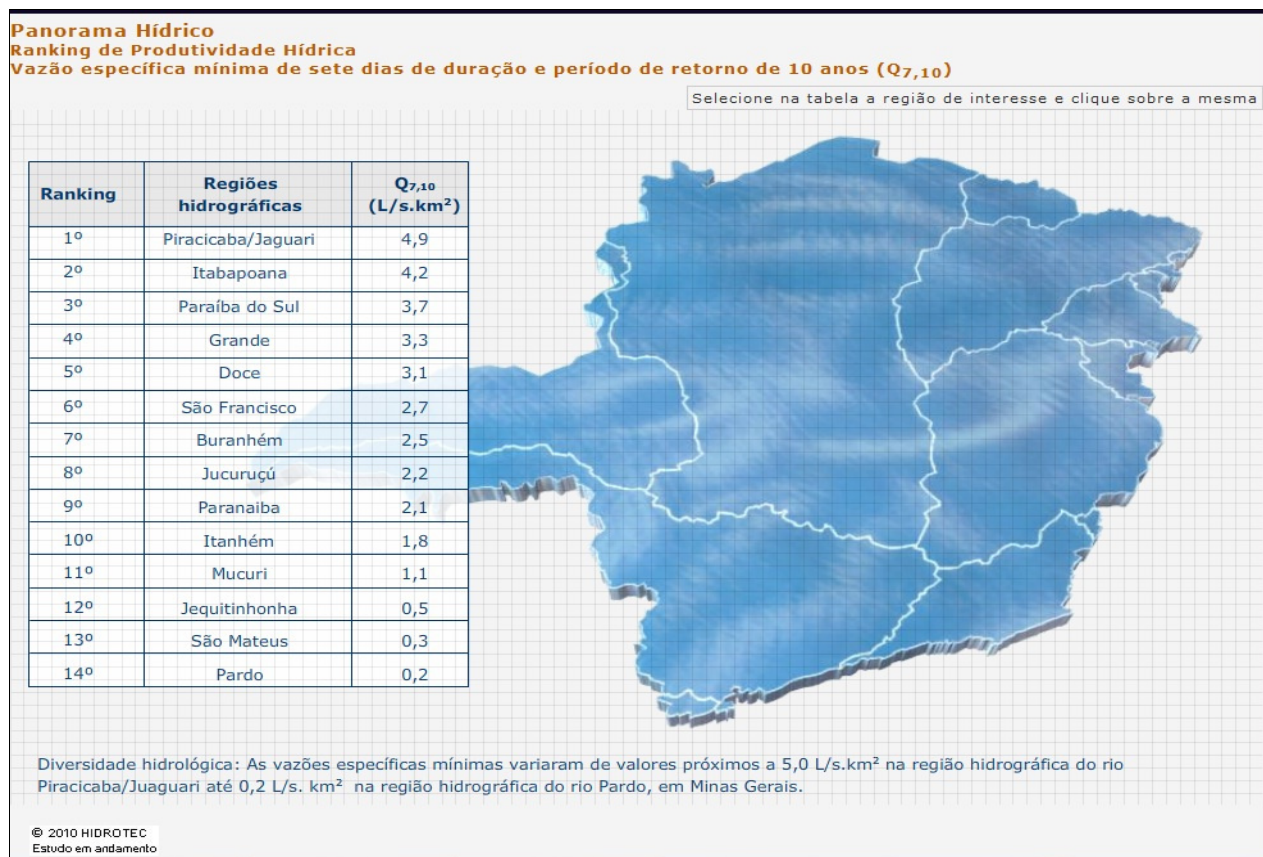 Panorama Hídrico
Ranking de Produtividade Hídrica
Vazão específica mínima de sete dias de duração e período de retorno de 10 anos (Q7,10)
Selecione na tabela a região de interesse e clique sobre a mesma
Ranking Regiões hidrográficas Q7,10 (L/s.km²)
1º Piracicaba/Jaguari 4,9
2º Itabapoana 4,2
3º Paraíba do Sul 3,7
4º Grande 3,3
5º Doce 3,1
6º São Francisco 2,7
7º Buranhém 2,5
8º Jucuruçú 2,2
9º Paranaiba 2,1
10º Itanhém 1,8
11º Mucuri 1,1
12º Jequitinhonha 0,5
13º São Mateus 0,3
14º Pardo 0,2
Diversidade hidrológica: As vazões específicas mínimas variaram de valores próximos a 5,0 L/s.km² na região hidrográfica do rio
Piracicaba/Juaguari até 0,2 L/s. km² na região hidrográfica do rio Pardo, em Minas Gerais.
© 2010 HIDROTEC
Estudo em andamento